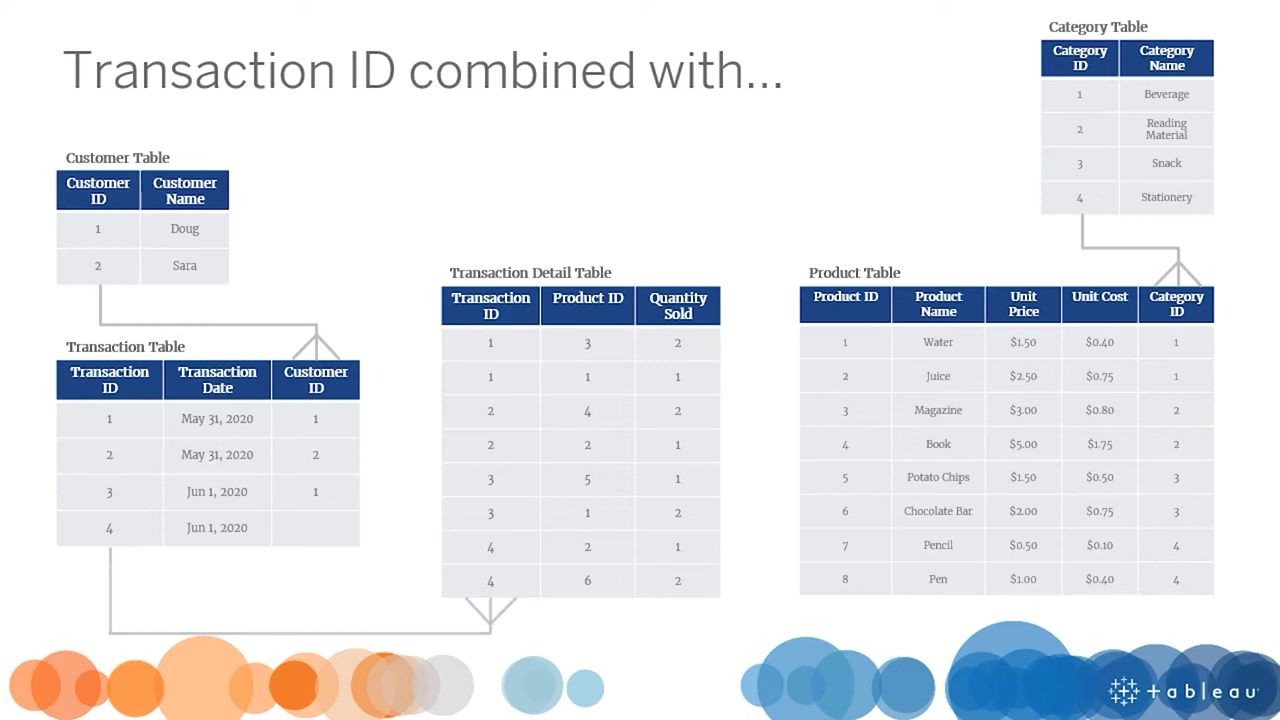 Transaction ID combined with...
Category Table
Category ID Category Name
1 Beverage
2 Reading Material
3 Snack
4 Stationery
Customer Table
Customer ID Customer Name
1 Doug
2 Sara
Transaction Table
Transaction ID Transaction Date Customer ID
1 May 31, 2020 1
2 May 31, 2020 2
3 Jun 1, 2020 1
4 Jun 1, 2020
Transaction Detail Table
Transaction ID Product ID Quantity Sold
1 3 2
1 1 1
2 4 2
2 2 1
3 5 1
3 1 2
4 2 1
4 6 2
Product Table
Product ID Product Name Unit Price Unit Cost Category ID
1 Water $1.50 $0.40 1
2 Juice $2.50 $0.75 1
3 Magazine $3.00 $0.80 2
4 Book $5.00 $1.75 2
5 Potato Chips $1.50 $0.50 3
6 Chocolate Bar $2.00 $0.75 3
7 Pencil $0.50 $0.10 4
8 Pen $1.00 $0.40 4
tableau